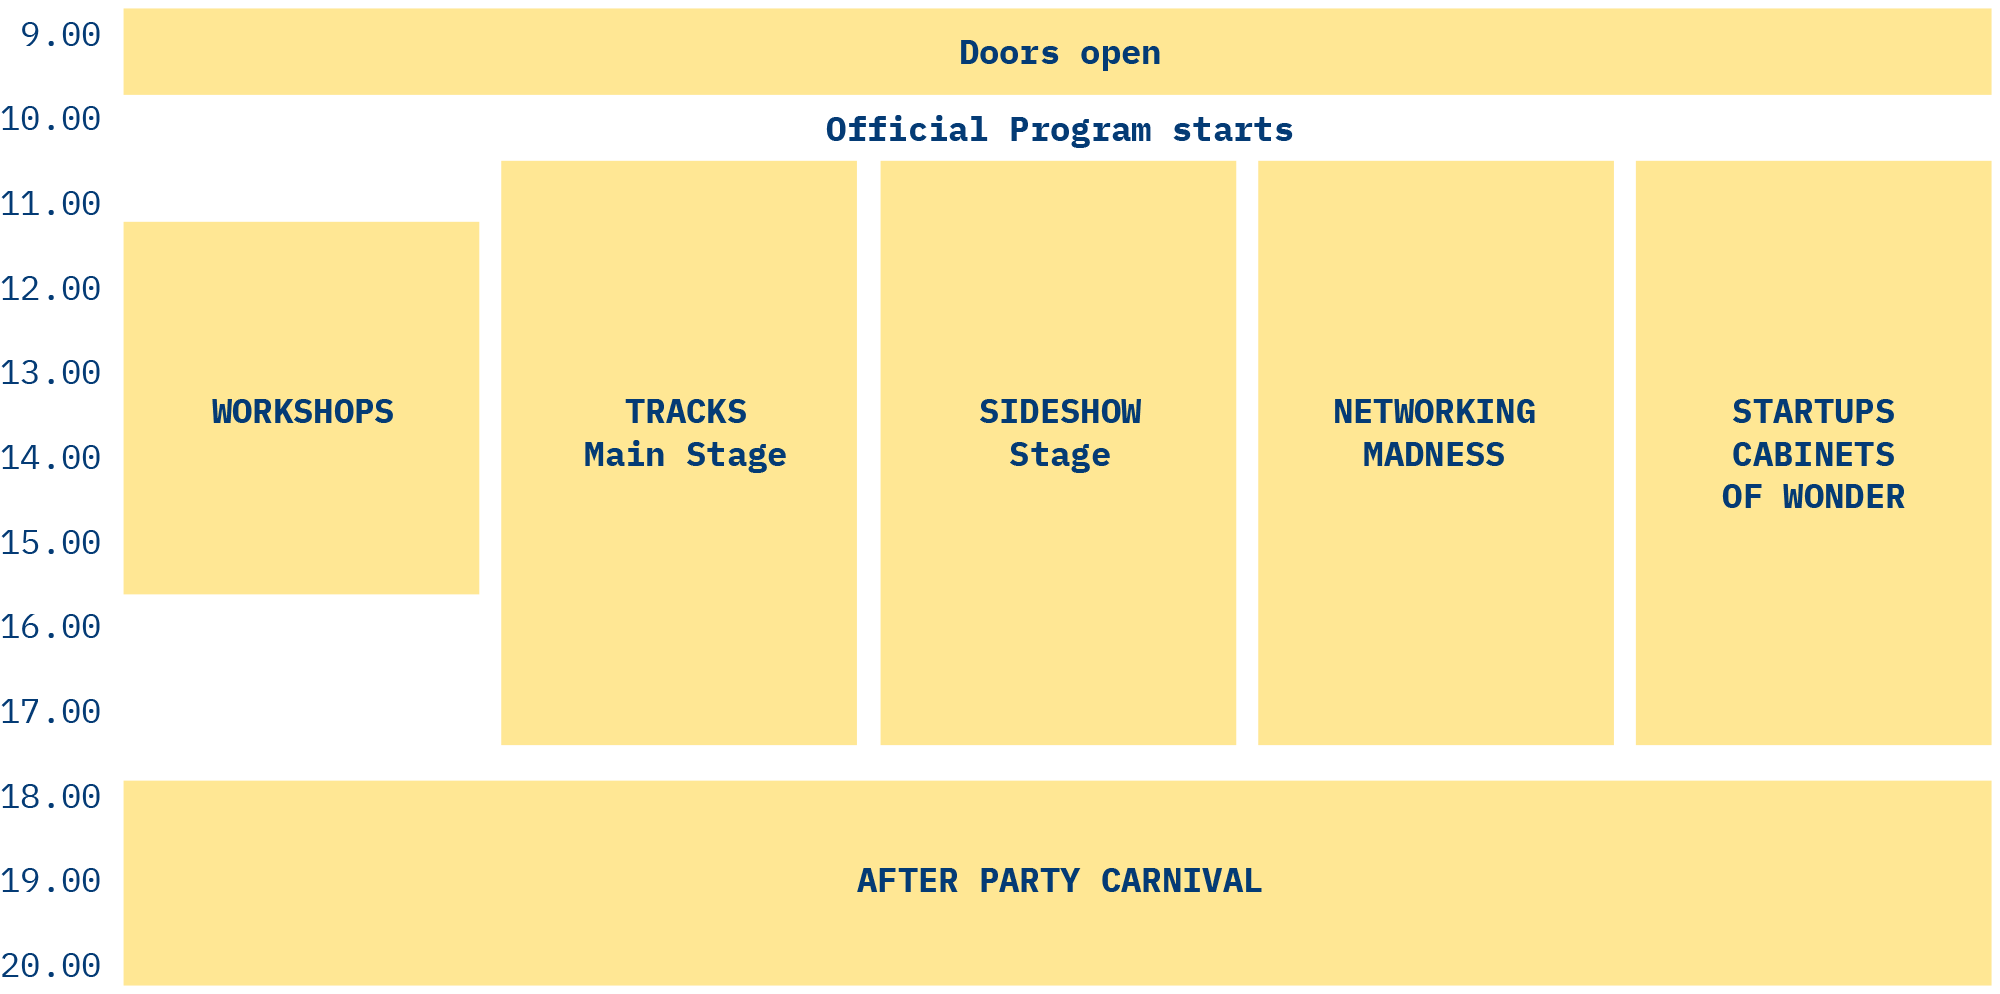 9.00
Doors open
10.00
Official Program starts
11.00
12.00
13.00
WORKSHOPS
TRACKS
Main Stage
SIDESHOW
Stage
NETWORKING
MADNESS
STARTUPS
CABINETS
OF WONDER
14.00
15.00
16.00
17.00
18.00
19.00
AFTER PARTY CARNIVAL
20.00